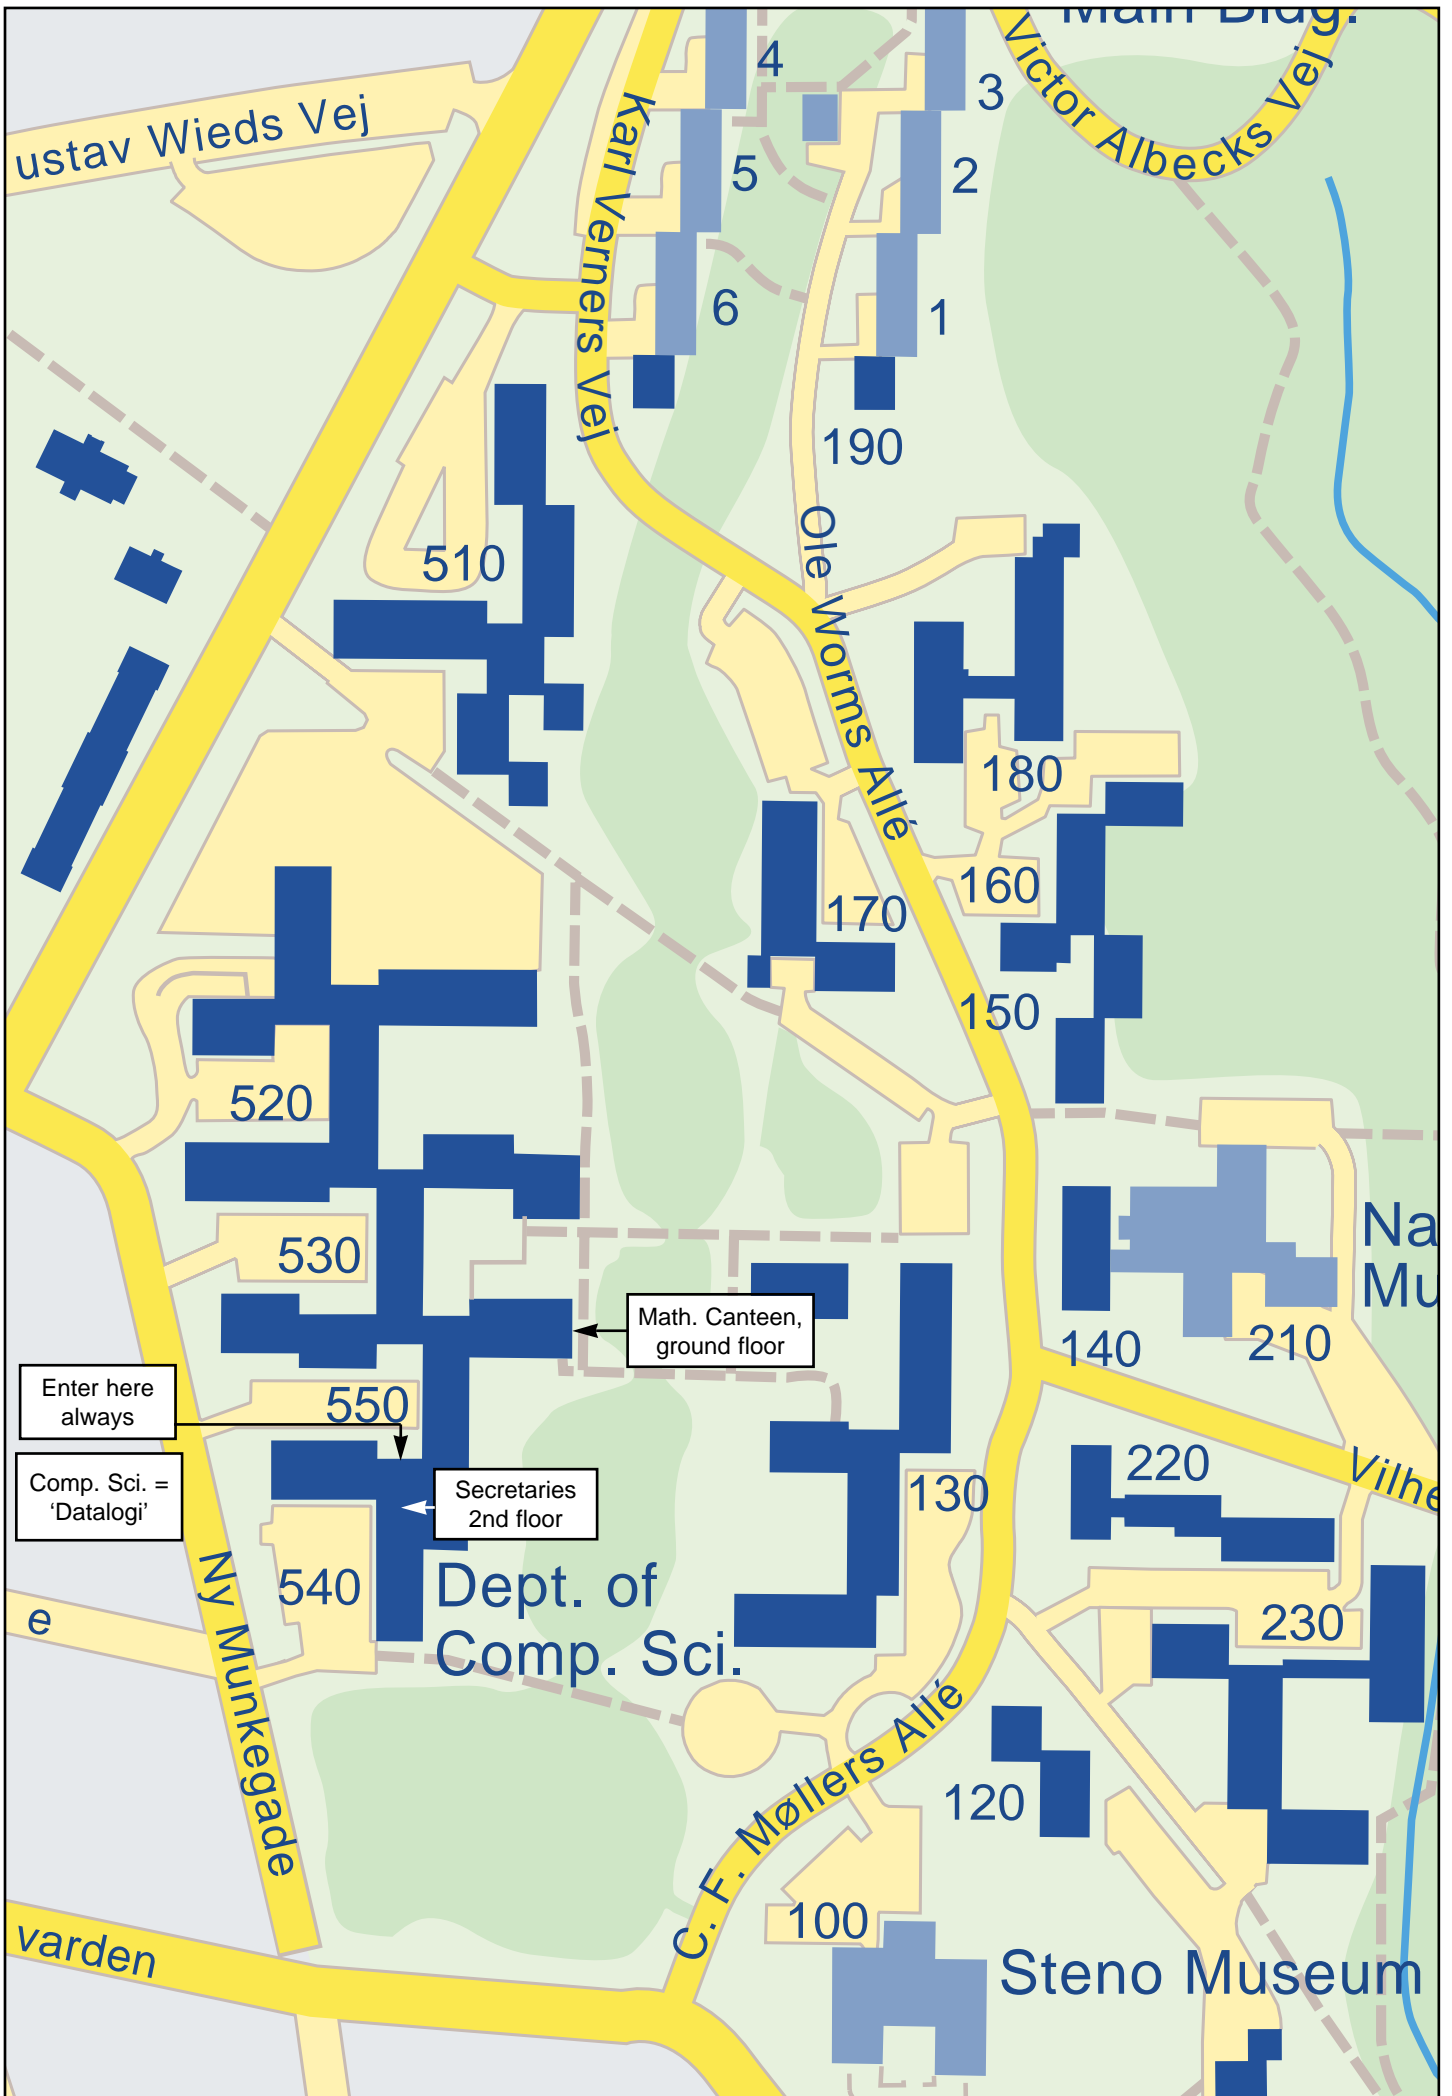 Main Bldg.
Victor Albecks Vej
4
3
ustav Wieds Vej
Karl Verners Vej
5
2
6
1
190
510
Ole Worms Allé
180
160
170
150
520
530
Na
Mu
Math. Canteen,
ground floor
140
210
Enter here
always
550
Comp. Sci. =
'Datalogi'
Secretaries
2nd floor
220
Vilhe
130
540
Dept. of
Comp. Sci.
e
230
Ny Munkegade
120
C. F. Møllers Allé
100
varden
Steno Museum